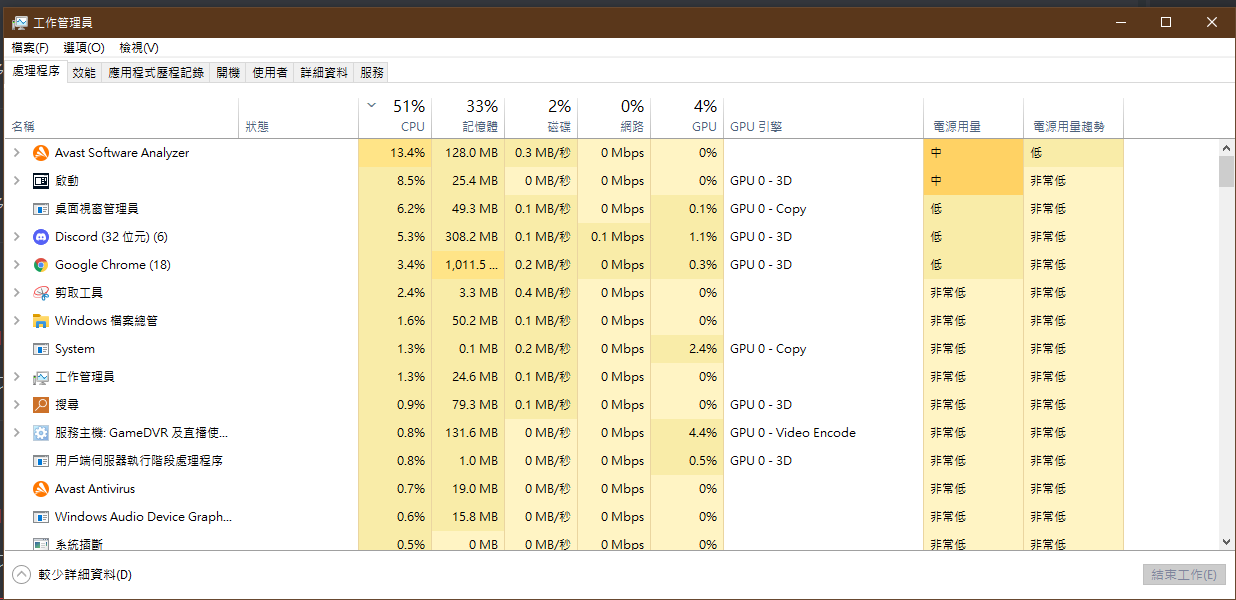 工作管理員
檔案(F) 選項(O) 檢視(V)
處理程序 效能 應用程式歷程記錄 開機 使用者 詳細資料 服務
51% 33% 2% 0% 4%
名稱 狀態 CPU 記憶體 磁碟 網路 GPU GPU 引擎 電源用量 電源用量趨勢
Avast Software Analyzer 13.4% 128.0 MB 0.3 MB/秒 0 Mbps 0% 中 低
啟動 8.5% 25.4 MB 0 MB/秒 0 Mbps 0% GPU 0 - 3D 中 非常低
桌面視窗管理員 6.2% 49.3 MB 0.1 MB/秒 0 Mbps 0.1% GPU 0 - Copy 低 非常低
Discord (32 位元) (6) 5.3% 308.2 MB 0.1 MB/秒 0.1 Mbps 1.1% GPU 0 - 3D 低 非常低
Google Chrome (18) 3.4% 1,011.5 ... 0.2 MB/秒 0 Mbps 0.3% GPU 0 - 3D 低 非常低
剪取工具 2.4% 3.3 MB 0.4 MB/秒 0 Mbps 0% 非常低 非常低
Windows 檔案總管 1.6% 50.2 MB 0.1 MB/秒 0 Mbps 0% 非常低 非常低
System 1.3% 0.1 MB 0.2 MB/秒 0 Mbps 2.4% GPU 0 - Copy 非常低 非常低
工作管理員 1.3% 24.6 MB 0.1 MB/秒 0 Mbps 0% 非常低 非常低
搜尋 0.9% 79.3 MB 0.1 MB/秒 0 Mbps 0% GPU 0 - 3D 非常低 非常低
服務主機: GameDVR 及直播使... 0.8% 131.6 MB 0 MB/秒 0 Mbps 4.4% GPU 0 - Video Encode 非常低 非常低
用戶端伺服器執行階段處理程序 0.8% 1.0 MB 0 MB/秒 0 Mbps 0.5% GPU 0 - 3D 非常低 非常低
Avast Antivirus 0.7% 19.0 MB 0 MB/秒 0 Mbps 0% 非常低 非常低
Windows Audio Device Graph... 0.6% 15.8 MB 0 MB/秒 0 Mbps 0% 非常低 非常低
系統插斷 0.5% 0 MB 0 MB/秒 0 Mbps 0% 非常低 非常低
較少詳細資料(D) 結束工作(E)